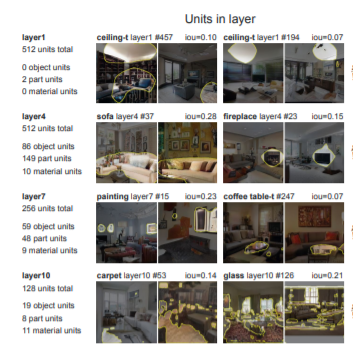 Units in layer
layer1
512 units total
0 object units
2 part units
0 material units
ceiling-t layer1 #457 iou=0.10
ceiling-t layer1 #194 iou=0.07
layer4
512 units total
86 object units
149 part units
10 material units
sofa layer4 #37 iou=0.28
fireplace layer4 #23 iou=0.15
layer7
256 units total
59 object units
48 part units
9 material units
painting layer7 #15 iou=0.23
coffee table-t #247 iou=0.07
layer10
128 units total
19 object units
8 part units
11 material units
carpet layer10 #53 iou=0.14
glass layer10 #126 iou=0.21